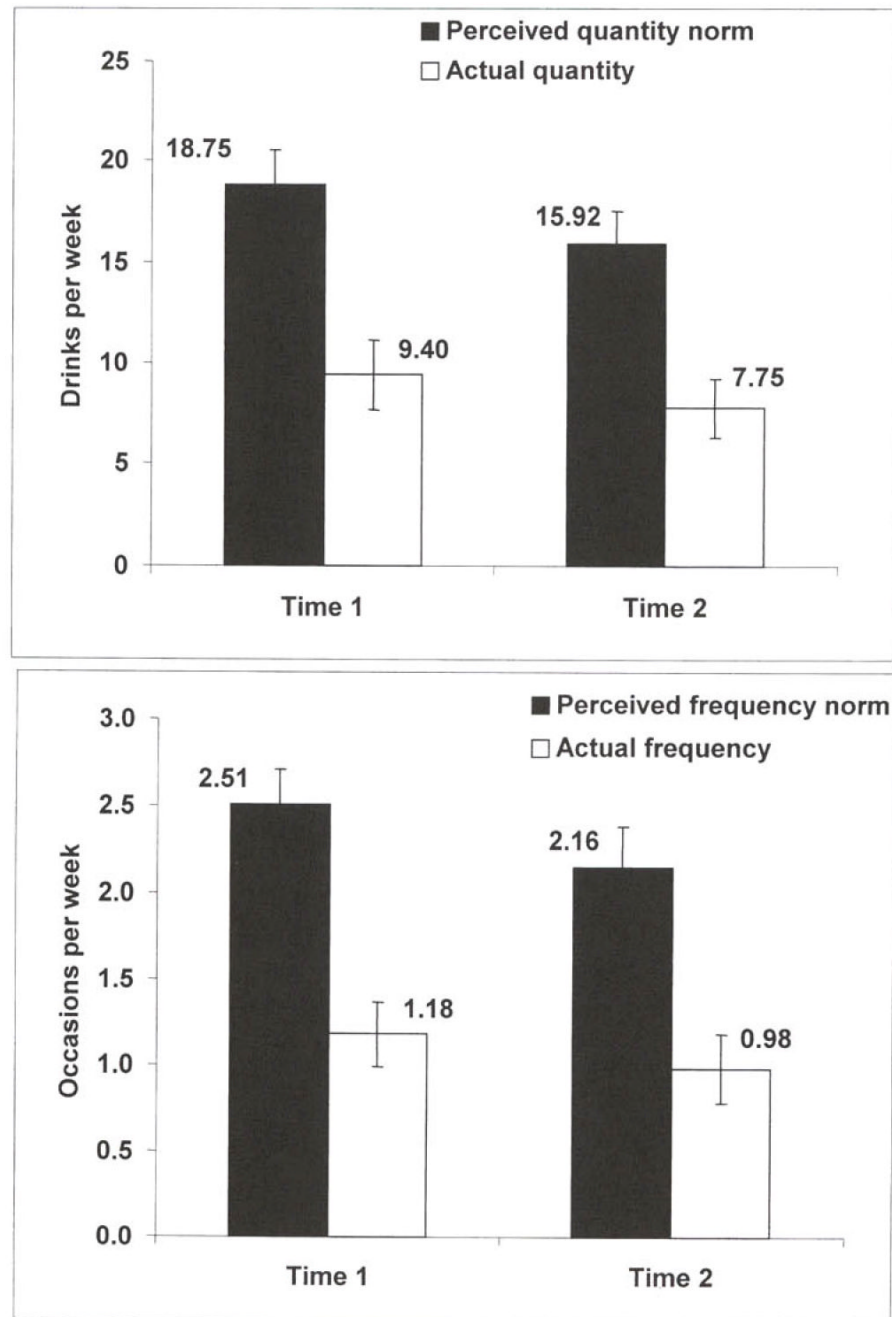 Perceived quantity norm
Actual quantity
Drinks per week
25
20
15
10
5
0
18.75
9.40
15.92
7.75
Time 1
Time 2
Perceived frequency norm
Actual frequency
Occasions per week
3.0
2.5
2.0
1.5
1.0
0.5
0.0
2.51
1.18
2.16
0.98
Time 1
Time 2